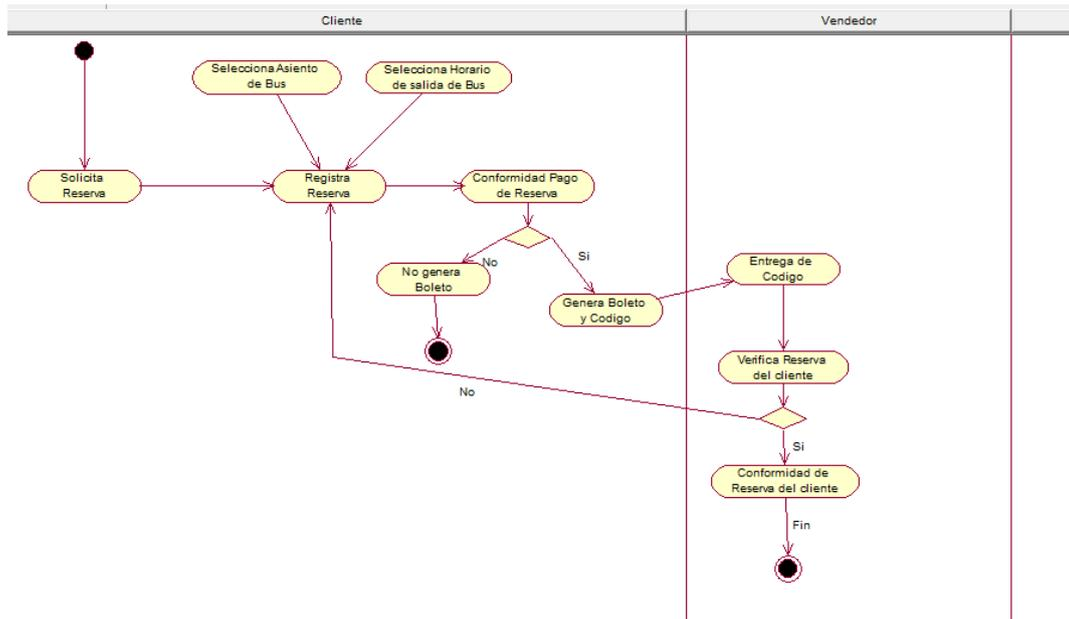 Cliente
Vendedor
Selecciona Asiento
de Bus
Selecciona Horario
de salida de Bus
Solicita
Reserva
Registra
Reserva
Conformidad Pago
de Reserva
No
Si
No genera
Boleto
Genera Boleto
y Codigo
Entrega de
Codigo
Verifica Reserva
del cliente
No
Si
Conformidad de
Reserva del cliente
Fin